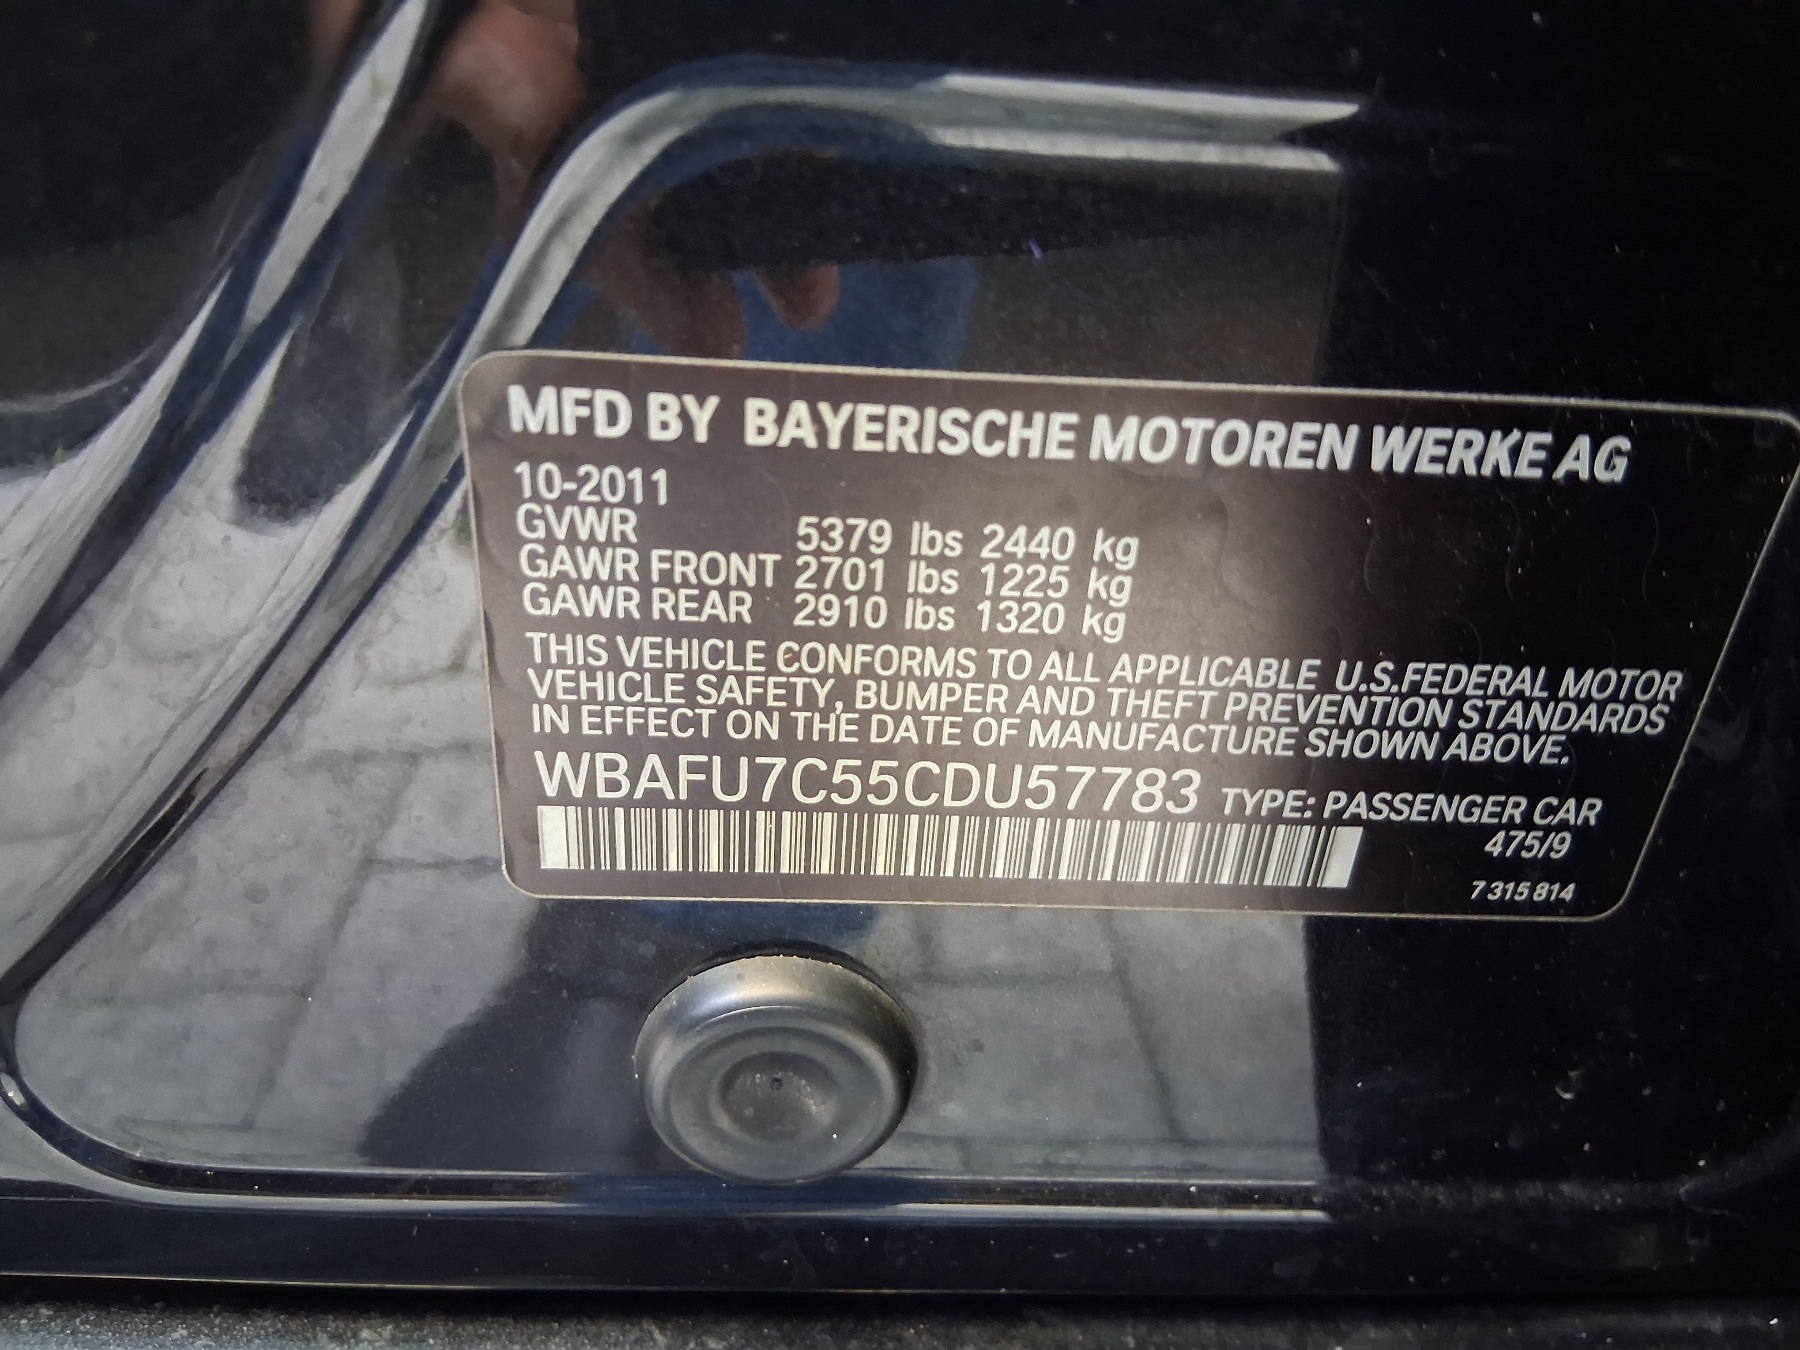 MFD BY BAYERISCHE MOTOREN WERKE AG
10-2011
GVWR 5379 lbs 2440 kg
GAWR FRONT 2701 lbs 1225 kg
GAWR REAR 2910 lbs 1320 kg
THIS VEHICLE CONFORMS TO ALL APPLICABLE U.S.FEDERAL MOTOR
VEHICLE SAFETY, BUMPER AND THEFT PREVENTION STANDARDS
IN EFFECT ON THE DATE OF MANUFACTURE SHOWN ABOVE.
WBAFU7C55CDU57783 TYPE: PASSENGER CAR
475/9
7 315 814